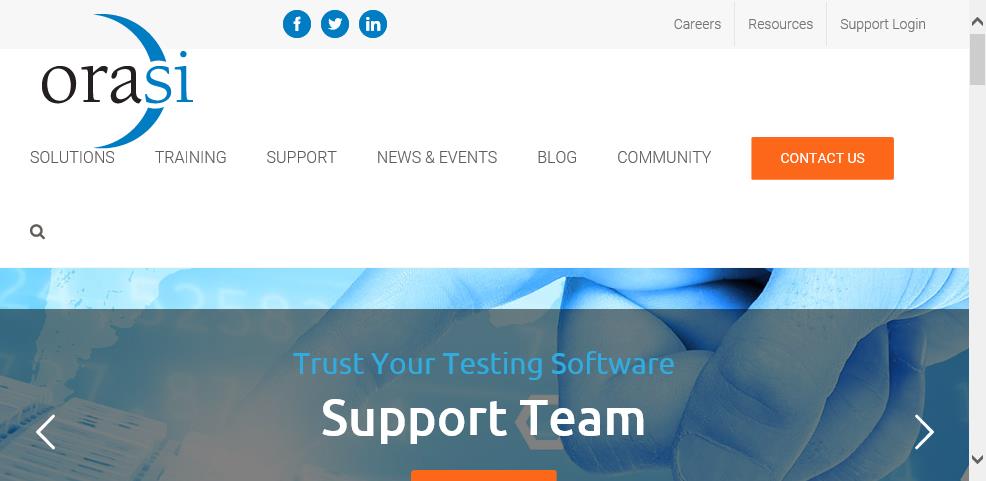 Careers Resources Support Login
orasi
SOLUTIONS TRAINING SUPPORT NEWS & EVENTS BLOG COMMUNITY CONTACT US
Trust Your Testing Software
Support Team